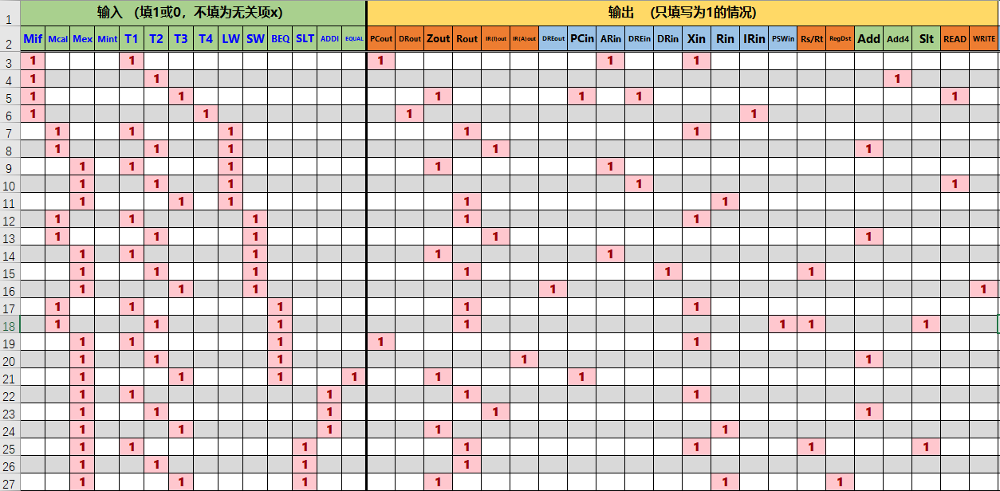 1 输入 （填1或0，不填为无关项x） 输出 （只填写为1的情况）
2 Mif Mcal Mex Mint T1 T2 T3 T4 LW SW BEQ SLT ADDI EQUAL PCout DRout Zout Rout IR(I)out IR(A)out DREout PCin ARin DREin DRin Xin Rin IRin PSWin Rs/Rt RegDst Add Add4 Slt READ WRITE
3 1 1 1 1 1
4 1 1 1
5 1 1 1 1 1 1
6 1 1 1 1
7 1 1 1 1 1
8 1 1 1 1 1
9 1 1 1 1 1
10 1 1 1 1 1
11 1 1 1 1 1
12 1 1 1 1 1
13 1 1 1 1 1
14 1 1 1 1 1
15 1 1 1 1 1 1
16 1 1 1 1 1
17 1 1 1 1 1
18 1 1 1 1 1 1 1
19 1 1 1 1 1
20 1 1 1 1 1
21 1 1 1 1 1 1
22 1 1 1 1 1
23 1 1 1 1 1
24 1 1 1 1 1
25 1 1 1 1 1 1 1
26 1 1 1 1
27 1 1 1 1 1 1